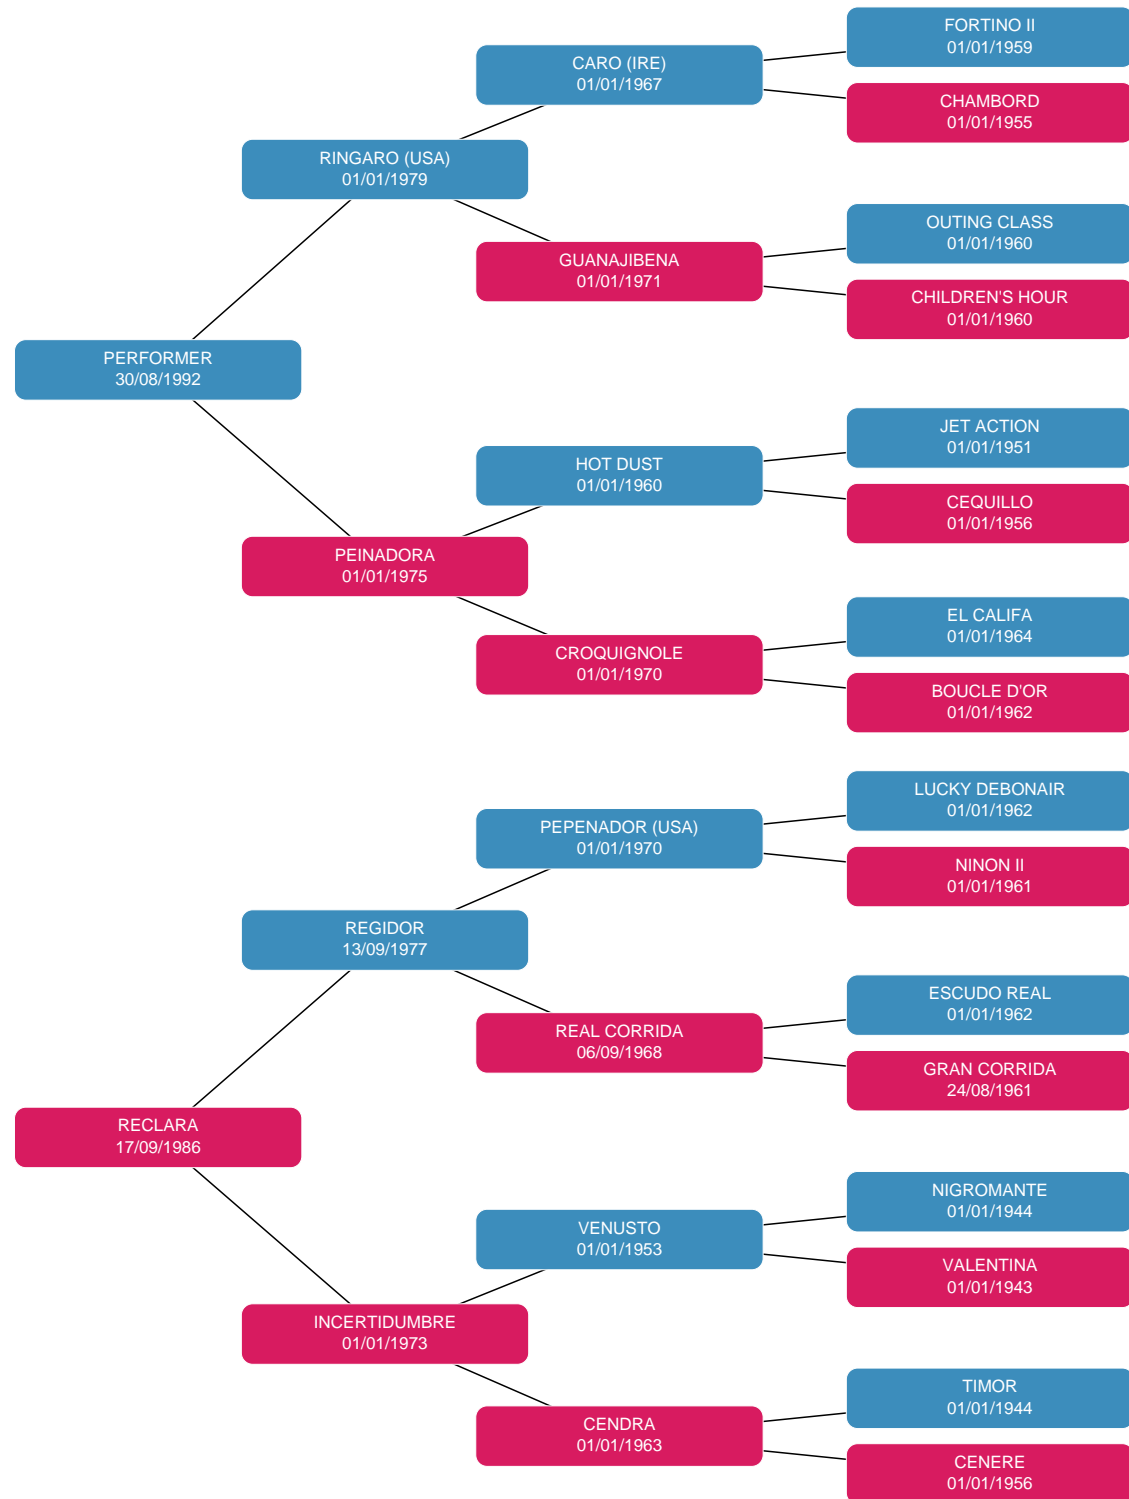 FORTINO II
01/01/1959
CARO (IRE)
01/01/1967
CHAMBORD
01/01/1955
RINGARO (USA)
01/01/1979
OUTING CLASS
01/01/1960
GUANAJIBENA
01/01/1971
CHILDREN'S HOUR
01/01/1960
PERFORMER
30/08/1992
JET ACTION
01/01/1951
HOT DUST
01/01/1960
CEQUILLO
01/01/1956
PEINADORA
01/01/1975
EL CALIFA
01/01/1964
CROQUIGNOLE
01/01/1970
BOUCLE D'OR
01/01/1962
LUCKY DEBONAIR
01/01/1962
PEPENADOR (USA)
01/01/1970
NINON II
01/01/1961
REGIDOR
13/09/1977
ESCUDO REAL
01/01/1962
REAL CORRIDA
06/09/1968
GRAN CORRIDA
24/08/1961
RECLARA
17/09/1986
NIGROMANTE
01/01/1944
VENUSTO
01/01/1953
VALENTINA
01/01/1943
INCERTIDUMBRE
01/01/1973
TIMOR
01/01/1944
CENDRA
01/01/1963
CENERE
01/01/1956